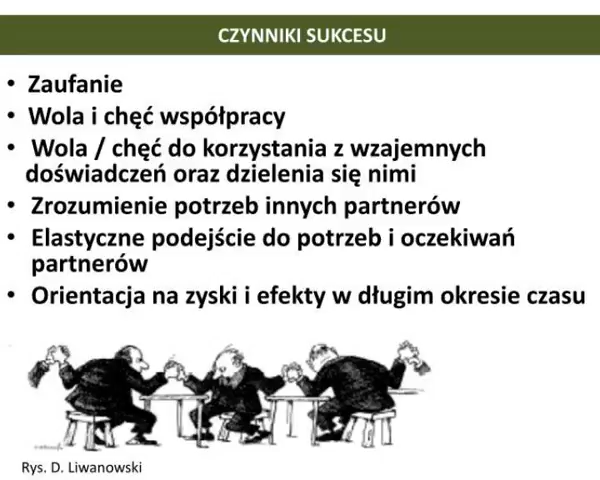 CZYNNIKI SUKCESU
• Zaufanie
• Wola i chęć współpracy
• Wola / chęć do korzystania z wzajemnych
doświadczeń oraz dzielenia się nimi
• Zrozumienie potrzeb innych partnerów
• Elastyczne podejście do potrzeb i oczekiwań
partnerów
• Orientacja na zyski i efekty w długim okresie czasu
Rys. D. Liwanowski